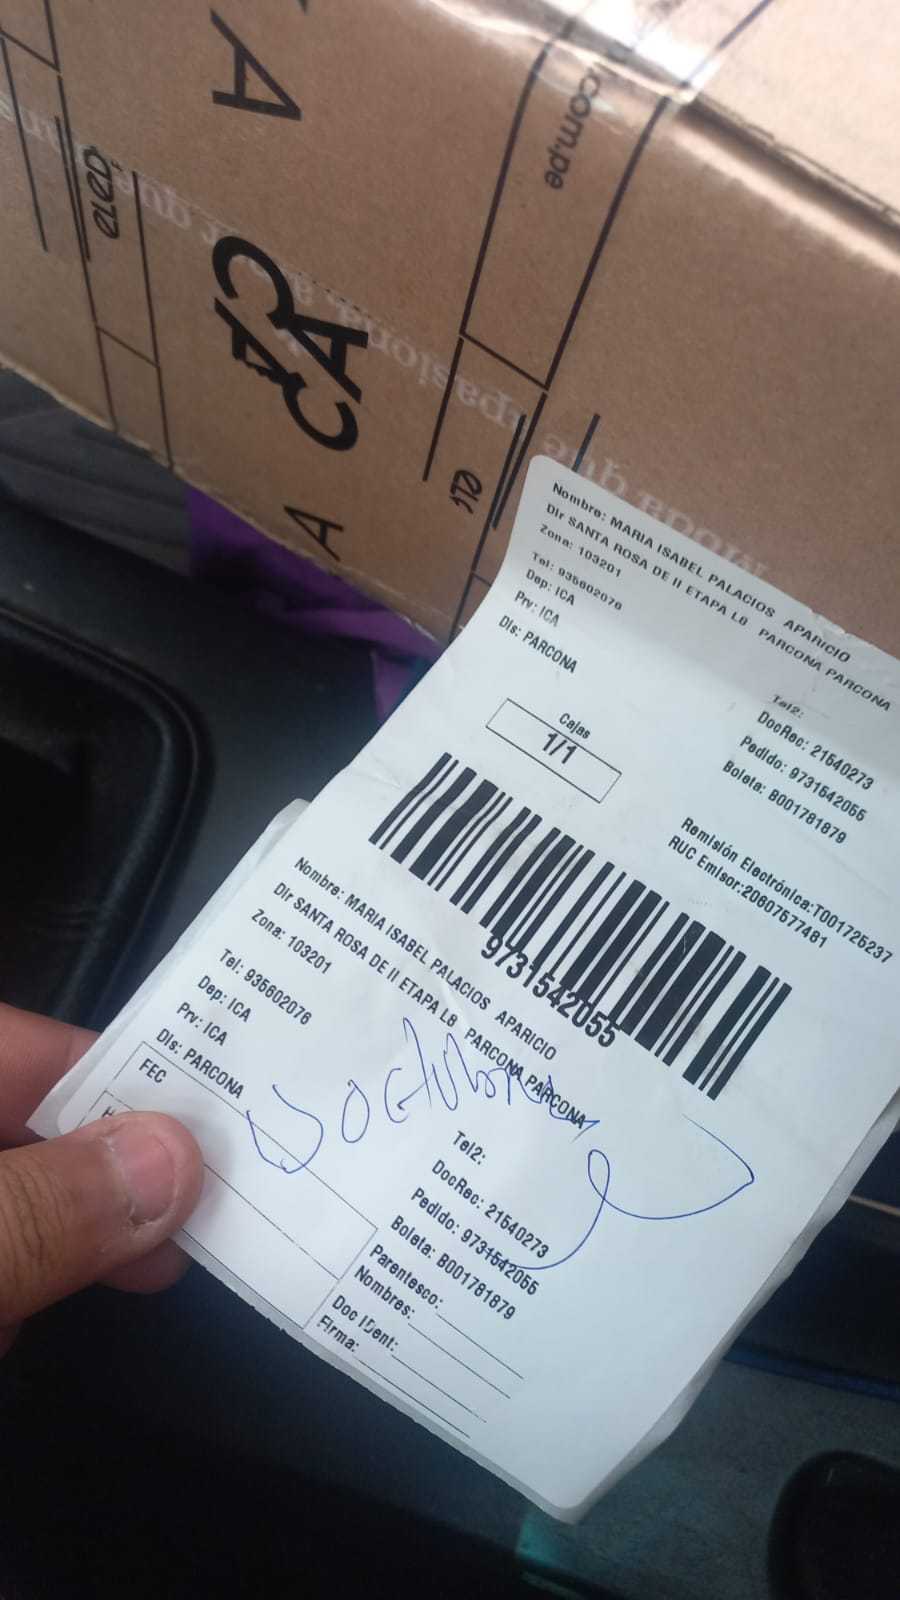 com.pe
Nombre: MARIA ISABEL PALACIOS APARICIO
Dir SANTA ROSA DE II ETAPA L8 PARCONA PARCONA
Zona: 103201
Tel: 935602076
Dep: ICA
Prv: ICA
Dis: PARCONA
Tel2:
DocRec: 21540273
Pedido: 9731542055
Boleta: B001781879
Cajas
1/1
Remisión Electrónica:T001725237
RUC Emisor:20607577481
9731542055
Nombre: MARIA ISABEL PALACIOS APARICIO
Dir SANTA ROSA DE II ETAPA L8 PARCONA PARCONA
Zona: 103201
Tel: 935602076
Dep: ICA
Prv: ICA
Dis: PARCONA
FEC
H
Octubre
Tel2:
DocRec: 21540273
Pedido: 9731542055
Boleta: B001781879
Parentesco:
Nombres:
Doc IDent:
Firma: